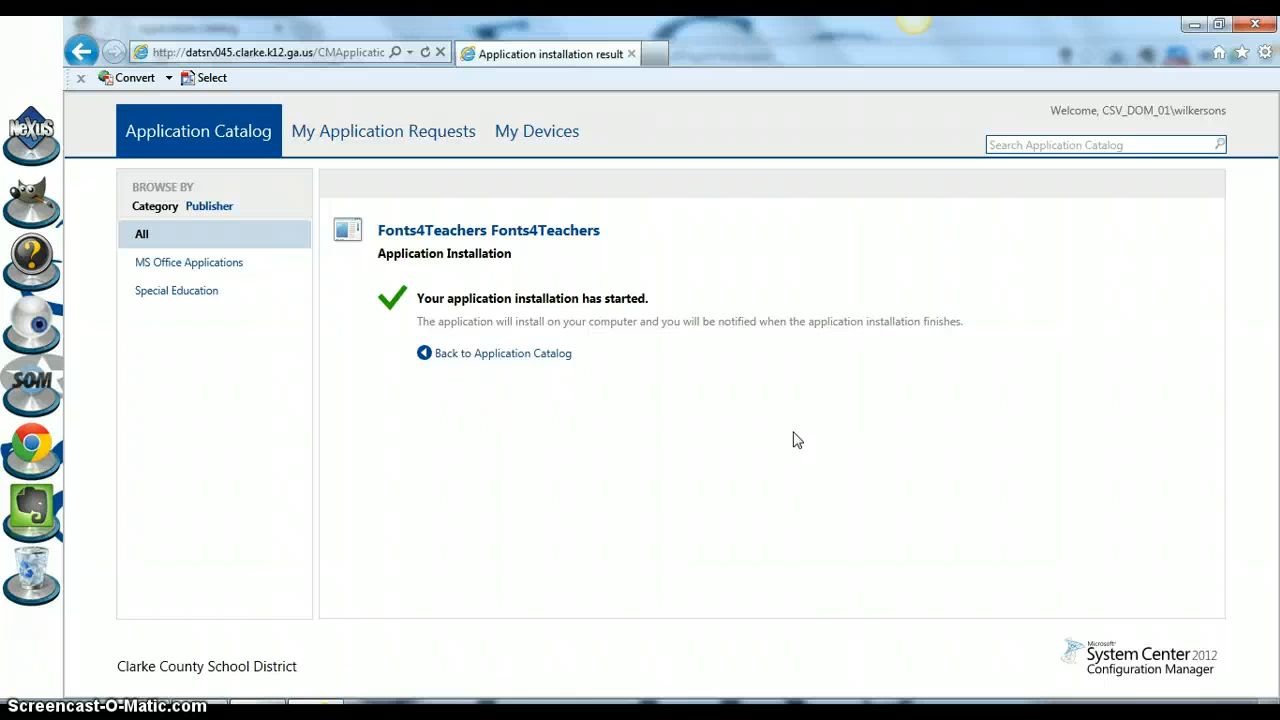 http://datsrv045.clarke.k12.ga.us/CMApplicatic
Application installation result
Convert
Select
Welcome, CSV_DOM_01\wilkersons
Application Catalog
My Application Requests
My Devices
Search Application Catalog
BROWSE BY
Category Publisher
All
MS Office Applications
Special Education
Fonts4Teachers Fonts4Teachers
Application Installation
Your application installation has started.
The application will install on your computer and you will be notified when the application installation finishes.
Back to Application Catalog
NEXUS
SOM
Clarke County School District
Microsoft
System Center 2012
Configuration Manager
Screencast-O-Matic.com